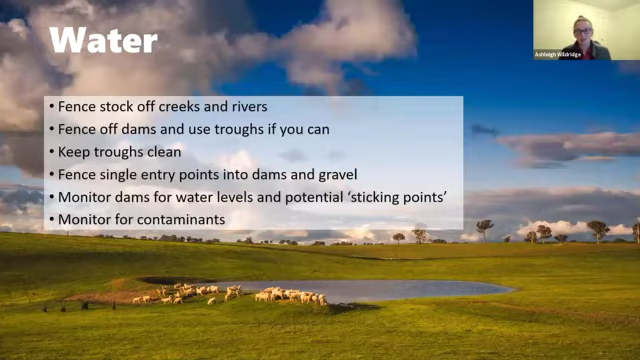 Water
Ashleigh Wildridge
• Fence stock off creeks and rivers
• Fence off dams and use troughs if you can
• Keep troughs clean
• Fence single entry points into dams and gravel
• Monitor dams for water levels and potential ‘sticking points’
• Monitor for contaminants